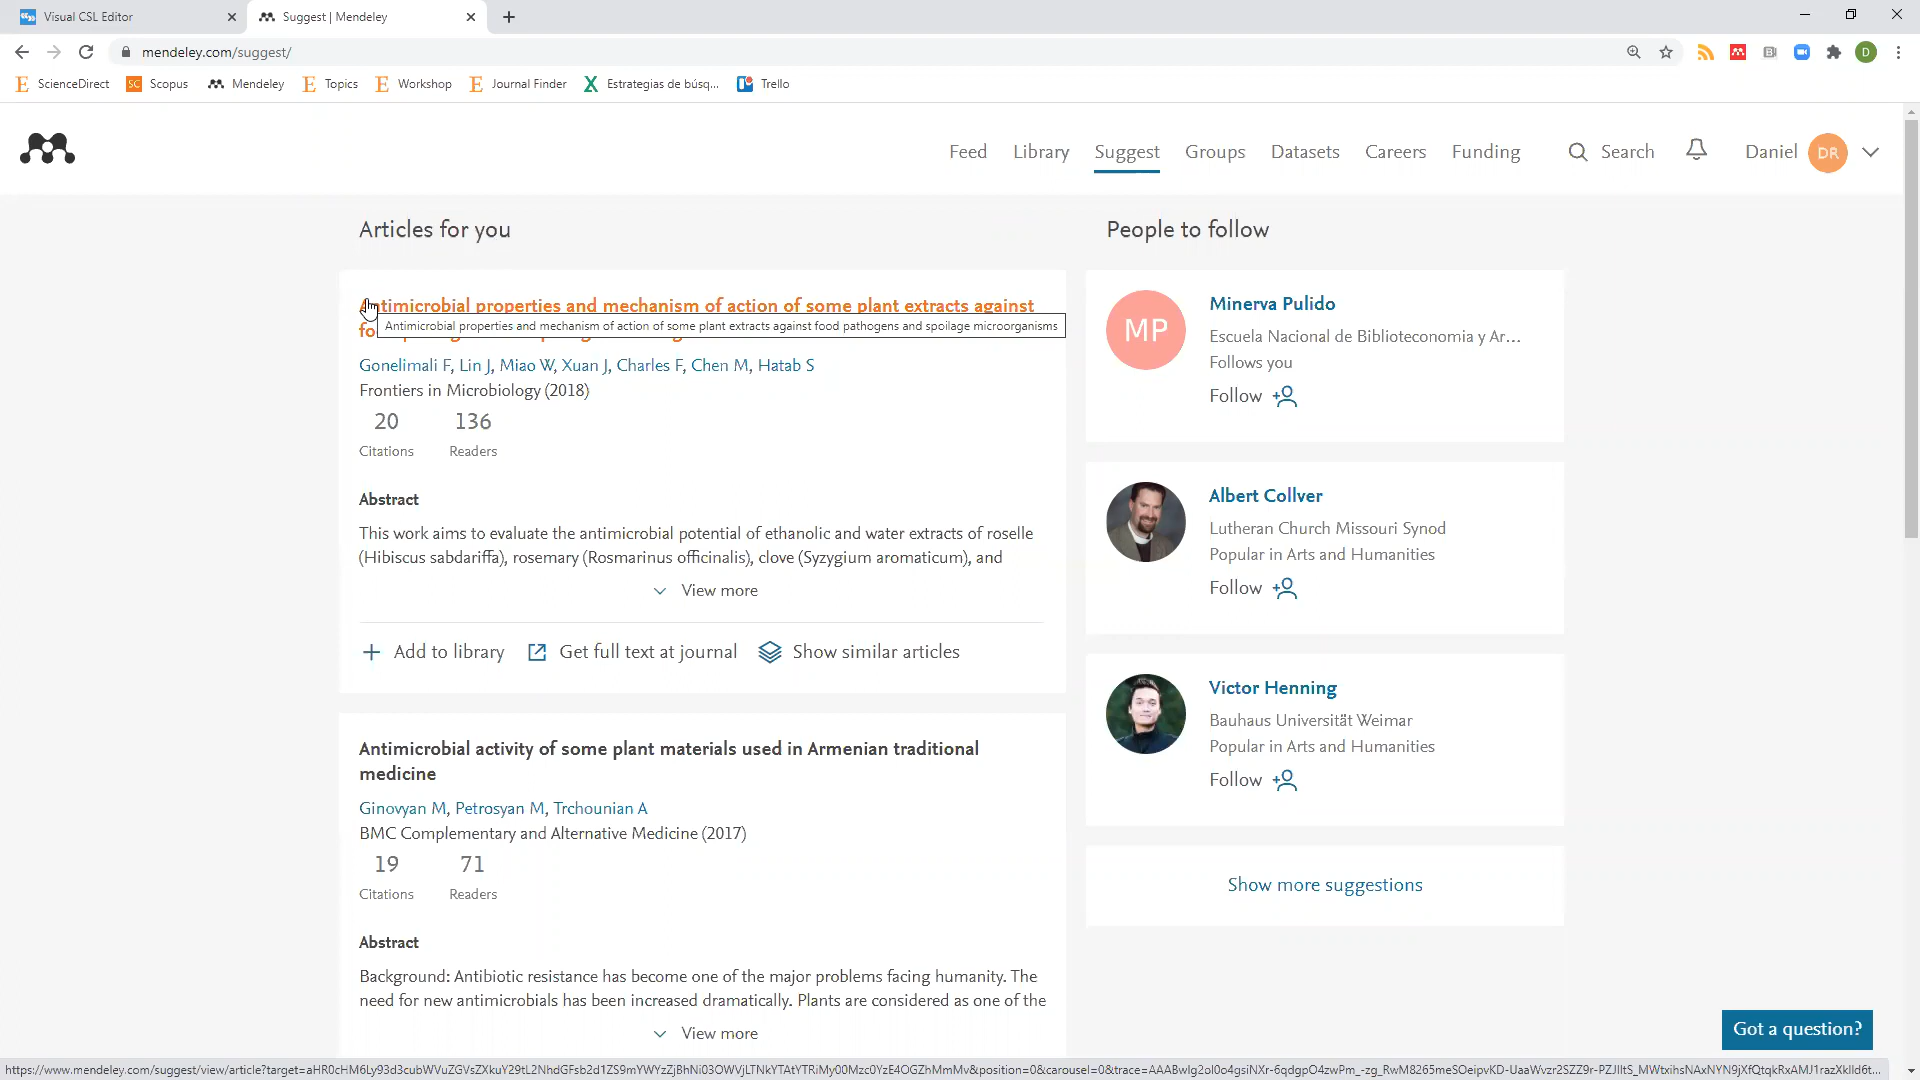 Visual CSL Editor
Suggest | Mendeley
mendeley.com/suggest/
D
ScienceDirect
SC Scopus
Mendeley
Topics
Workshop
Journal Finder
Estrategias de búsq...
Trello
Feed
Library
Suggest
Groups
Datasets
Careers
Funding
Search
Daniel
DR
Articles for you
People to follow
Antimicrobial properties and mechanism of action of some plant extracts against
Antimicrobial properties and mechanism of action of some plant extracts against food pathogens and spoilage microorganisms
Gonelimali F, Lin J, Miao W, Xuan J, Charles F, Chen M, Hatab S
Frontiers in Microbiology (2018)
20 136
Citations Readers
Abstract
This work aims to evaluate the antimicrobial potential of ethanolic and water extracts of roselle
(Hibiscus sabdariffa), rosemary (Rosmarinus officinalis), clove (Syzygium aromaticum), and
View more
Add to library
Get full text at journal
Show similar articles
Antimicrobial activity of some plant materials used in Armenian traditional
medicine
Ginovyan M, Petrosyan M, Trchounian A
BMC Complementary and Alternative Medicine (2017)
19 71
Citations Readers
Abstract
Background: Antibiotic resistance has become one of the major problems facing humanity. The
need for new antimicrobials has been increased dramatically. Plants are considered as one of the
View more
MP
Minerva Pulido
Escuela Nacional de Biblioteconomia y Ar...
Follows you
Follow
Albert Collver
Lutheran Church Missouri Synod
Popular in Arts and Humanities
Follow
Victor Henning
Bauhaus Universität Weimar
Popular in Arts and Humanities
Follow
Show more suggestions
Got a question?